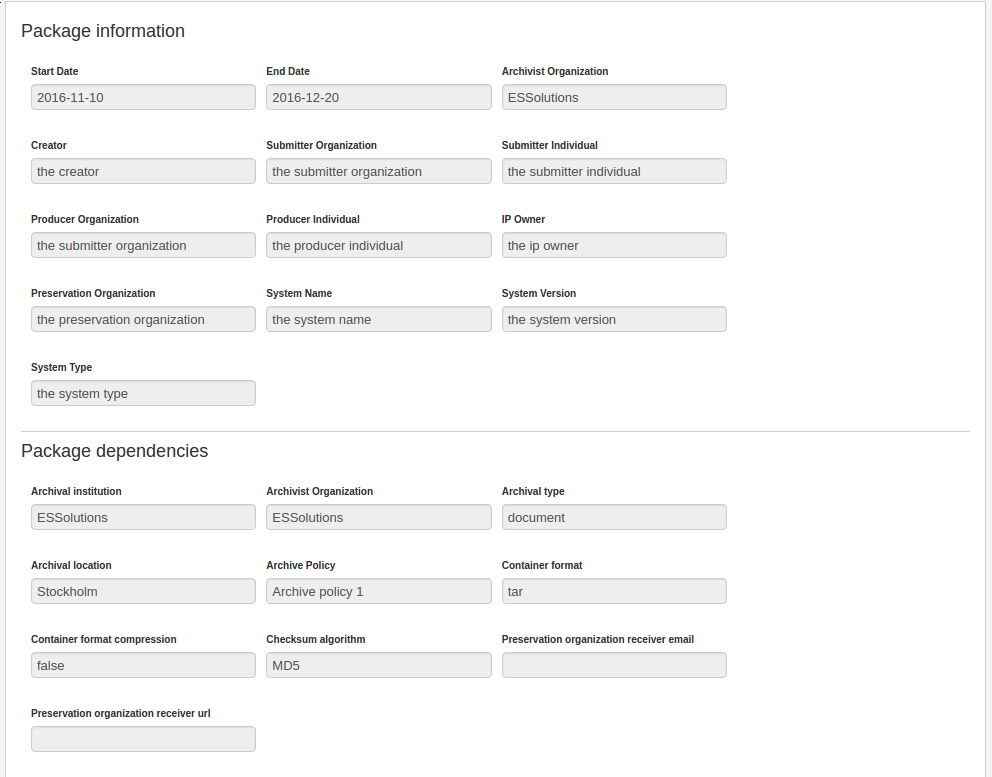 Package information
Start Date End Date Archivist Organization
2016-11-10 2016-12-20 ESSolutions
Creator Submitter Organization Submitter Individual
the creator the submitter organization the submitter individual
Producer Organization Producer Individual IP Owner
the submitter organization the producer individual the ip owner
Preservation Organization System Name System Version
the preservation organization the system name the system version
System Type
the system type
Package dependencies
Archival institution Archivist Organization Archival type
ESSolutions ESSolutions document
Archival location Archive Policy Container format
Stockholm Archive policy 1 tar
Container format compression Checksum algorithm Preservation organization receiver email
false MD5
Preservation organization receiver url